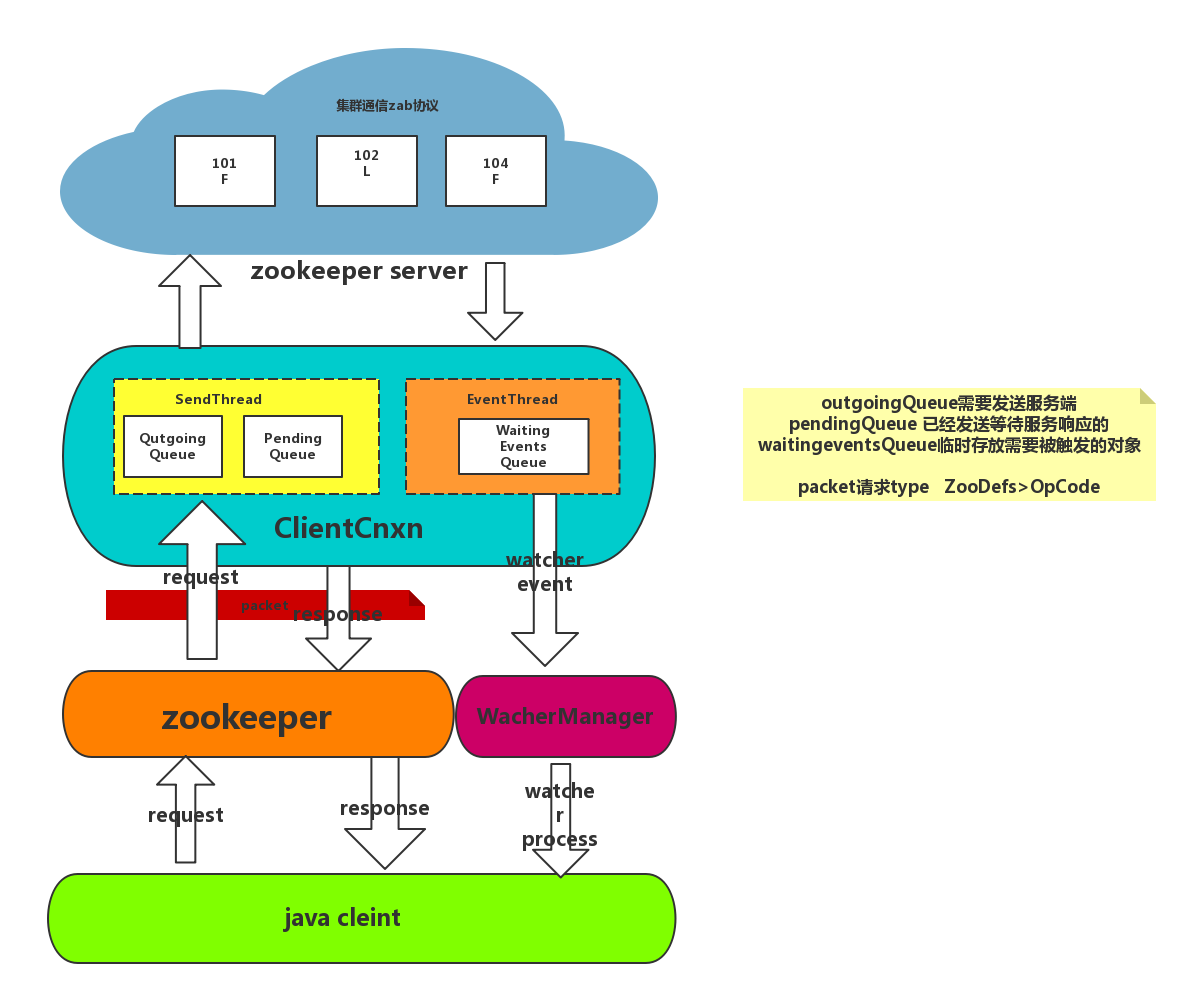 集群通信zab协议
101
F
102
L
104
F
zookeeper server
SendThread
Qutgoing
Queue
Pending
Queue
EventThread
Waiting
Events
Queue
ClientCnxn
outgoingQueue需要发送服务端
pendingQueue 已经发送等待服务响应的
waitingeventsQueue临时存放需要被触发的对象
packet请求type ZooDefs>OpCode
request
packet
response
watcher
event
zookeeper
WacherManager
request
response
watche
r
process
java cleint